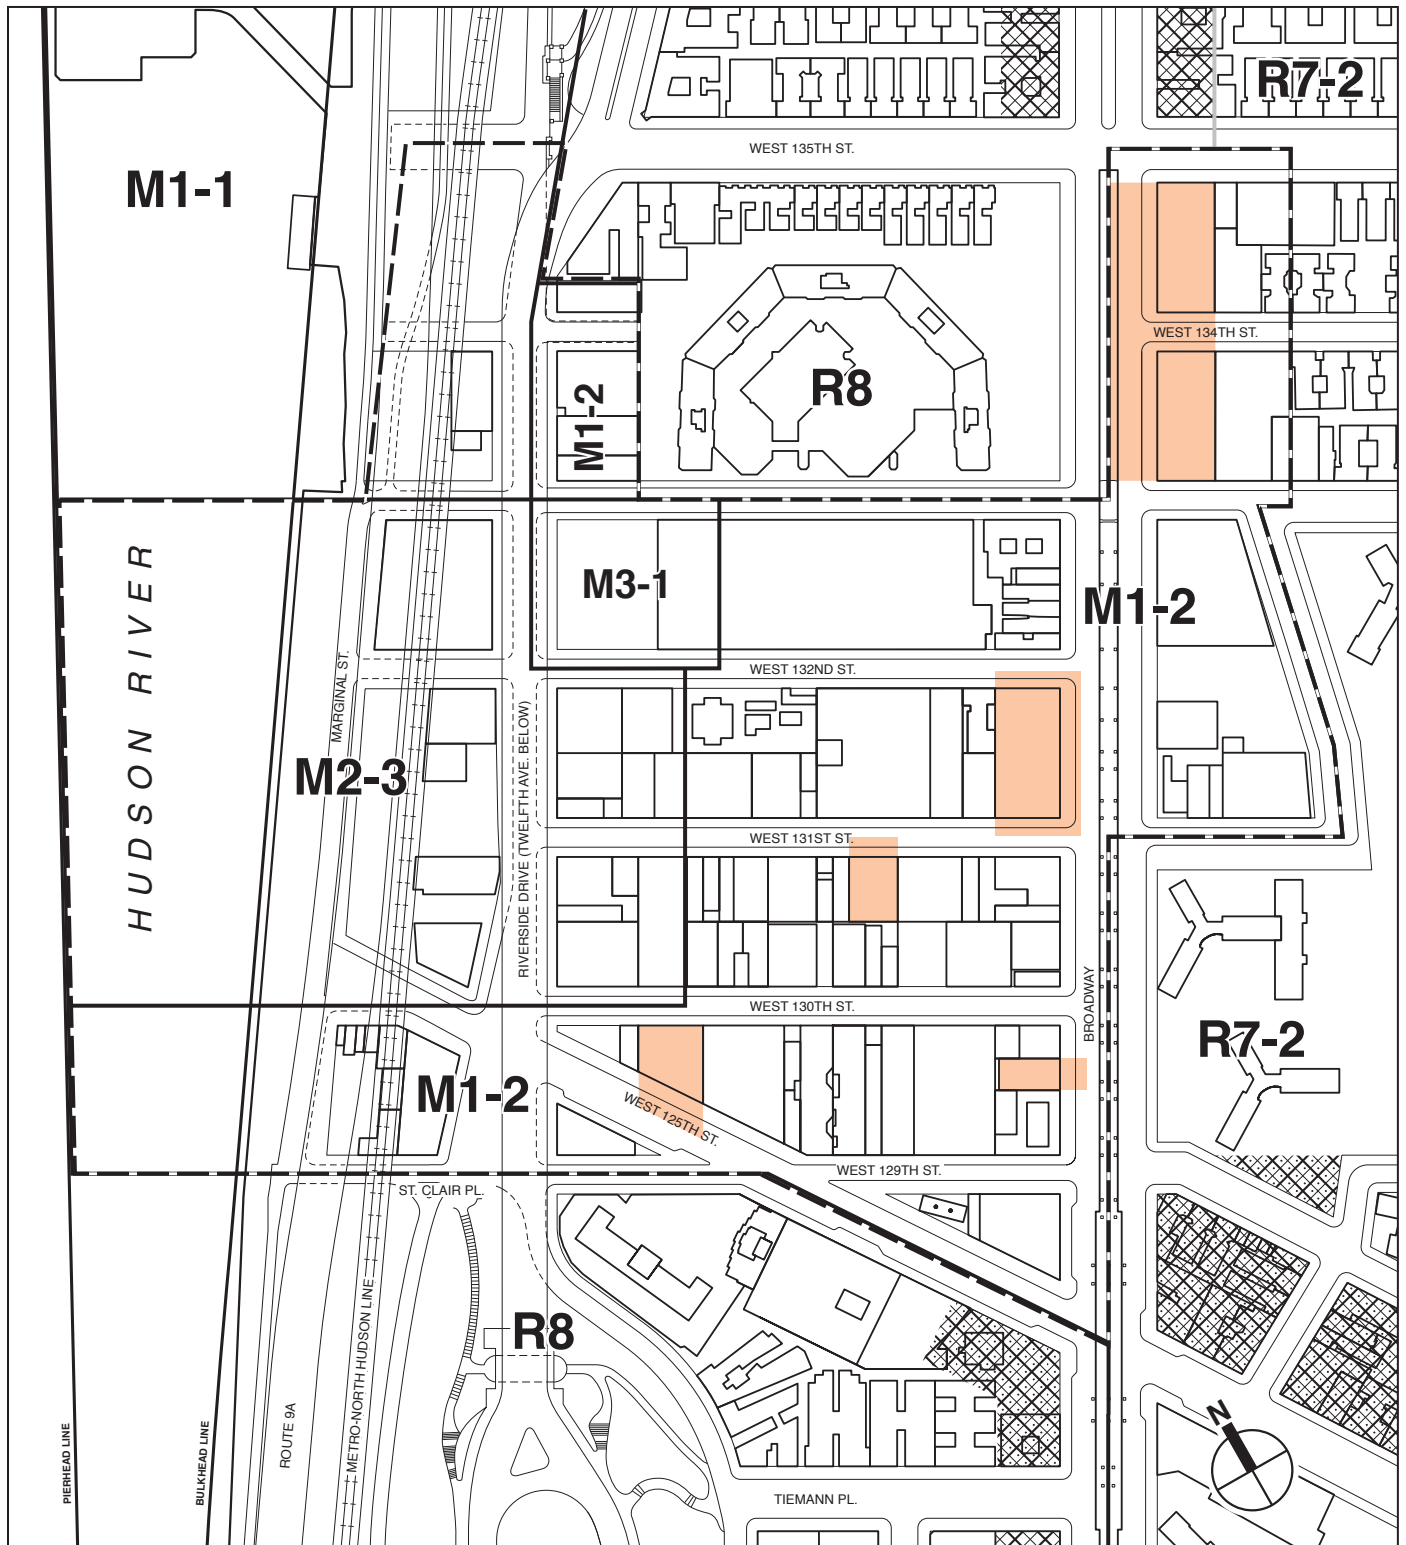 R7-2
WEST 135TH ST.
M1-1
WEST 134TH ST.
R8
M1-2
HUDSON RIVER
M3-1
M1-2
MARGINAL ST.
WEST 132ND ST.
M2-3
RIVERSIDE DRIVE (TWELFTH AVE. BELOW)
WEST 131ST ST.
BROADWAY
WEST 130TH ST.
R7-2
M1-2
WEST 125TH ST.
WEST 129TH ST.
ST. CLAIR PL.
R8
METRO-NORTH HUDSON LINE
ROUTE 9A
PIERHEAD LINE
BULKHEAD LINE
N
TIEMANN PL.